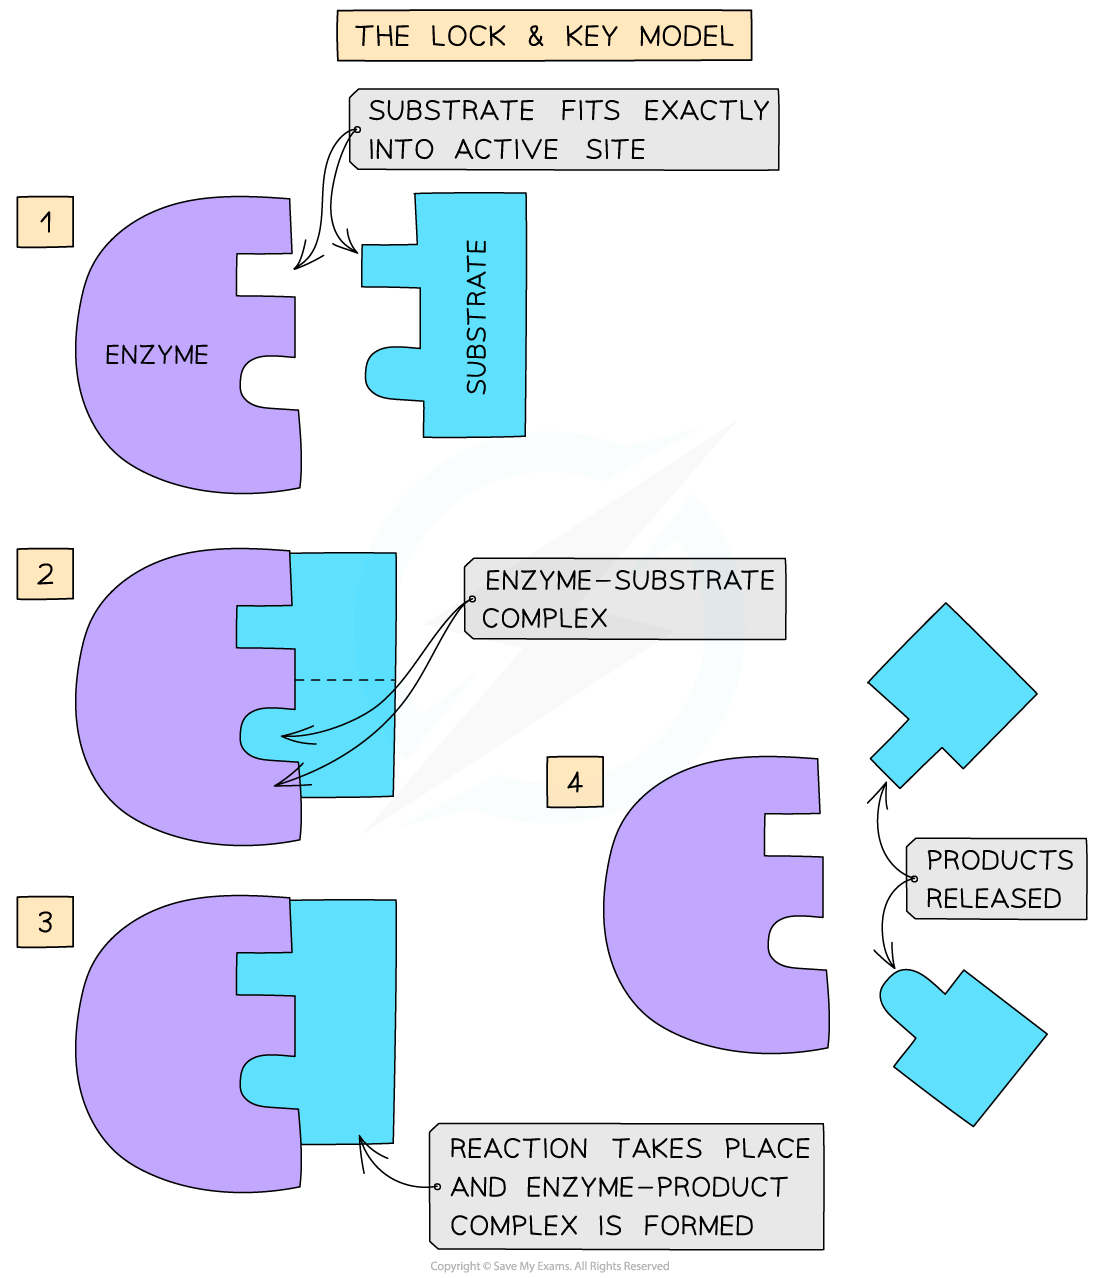 THE LOCK & KEY MODEL
SUBSTRATE FITS EXACTLY
INTO ACTIVE SITE
1
ENZYME
SUBSTRATE
2
ENZYME-SUBSTRATE
COMPLEX
3
REACTION TAKES PLACE
AND ENZYME-PRODUCT
COMPLEX IS FORMED
4
PRODUCTS
RELEASED
Copyright © Save My Exams. All Rights Reserved